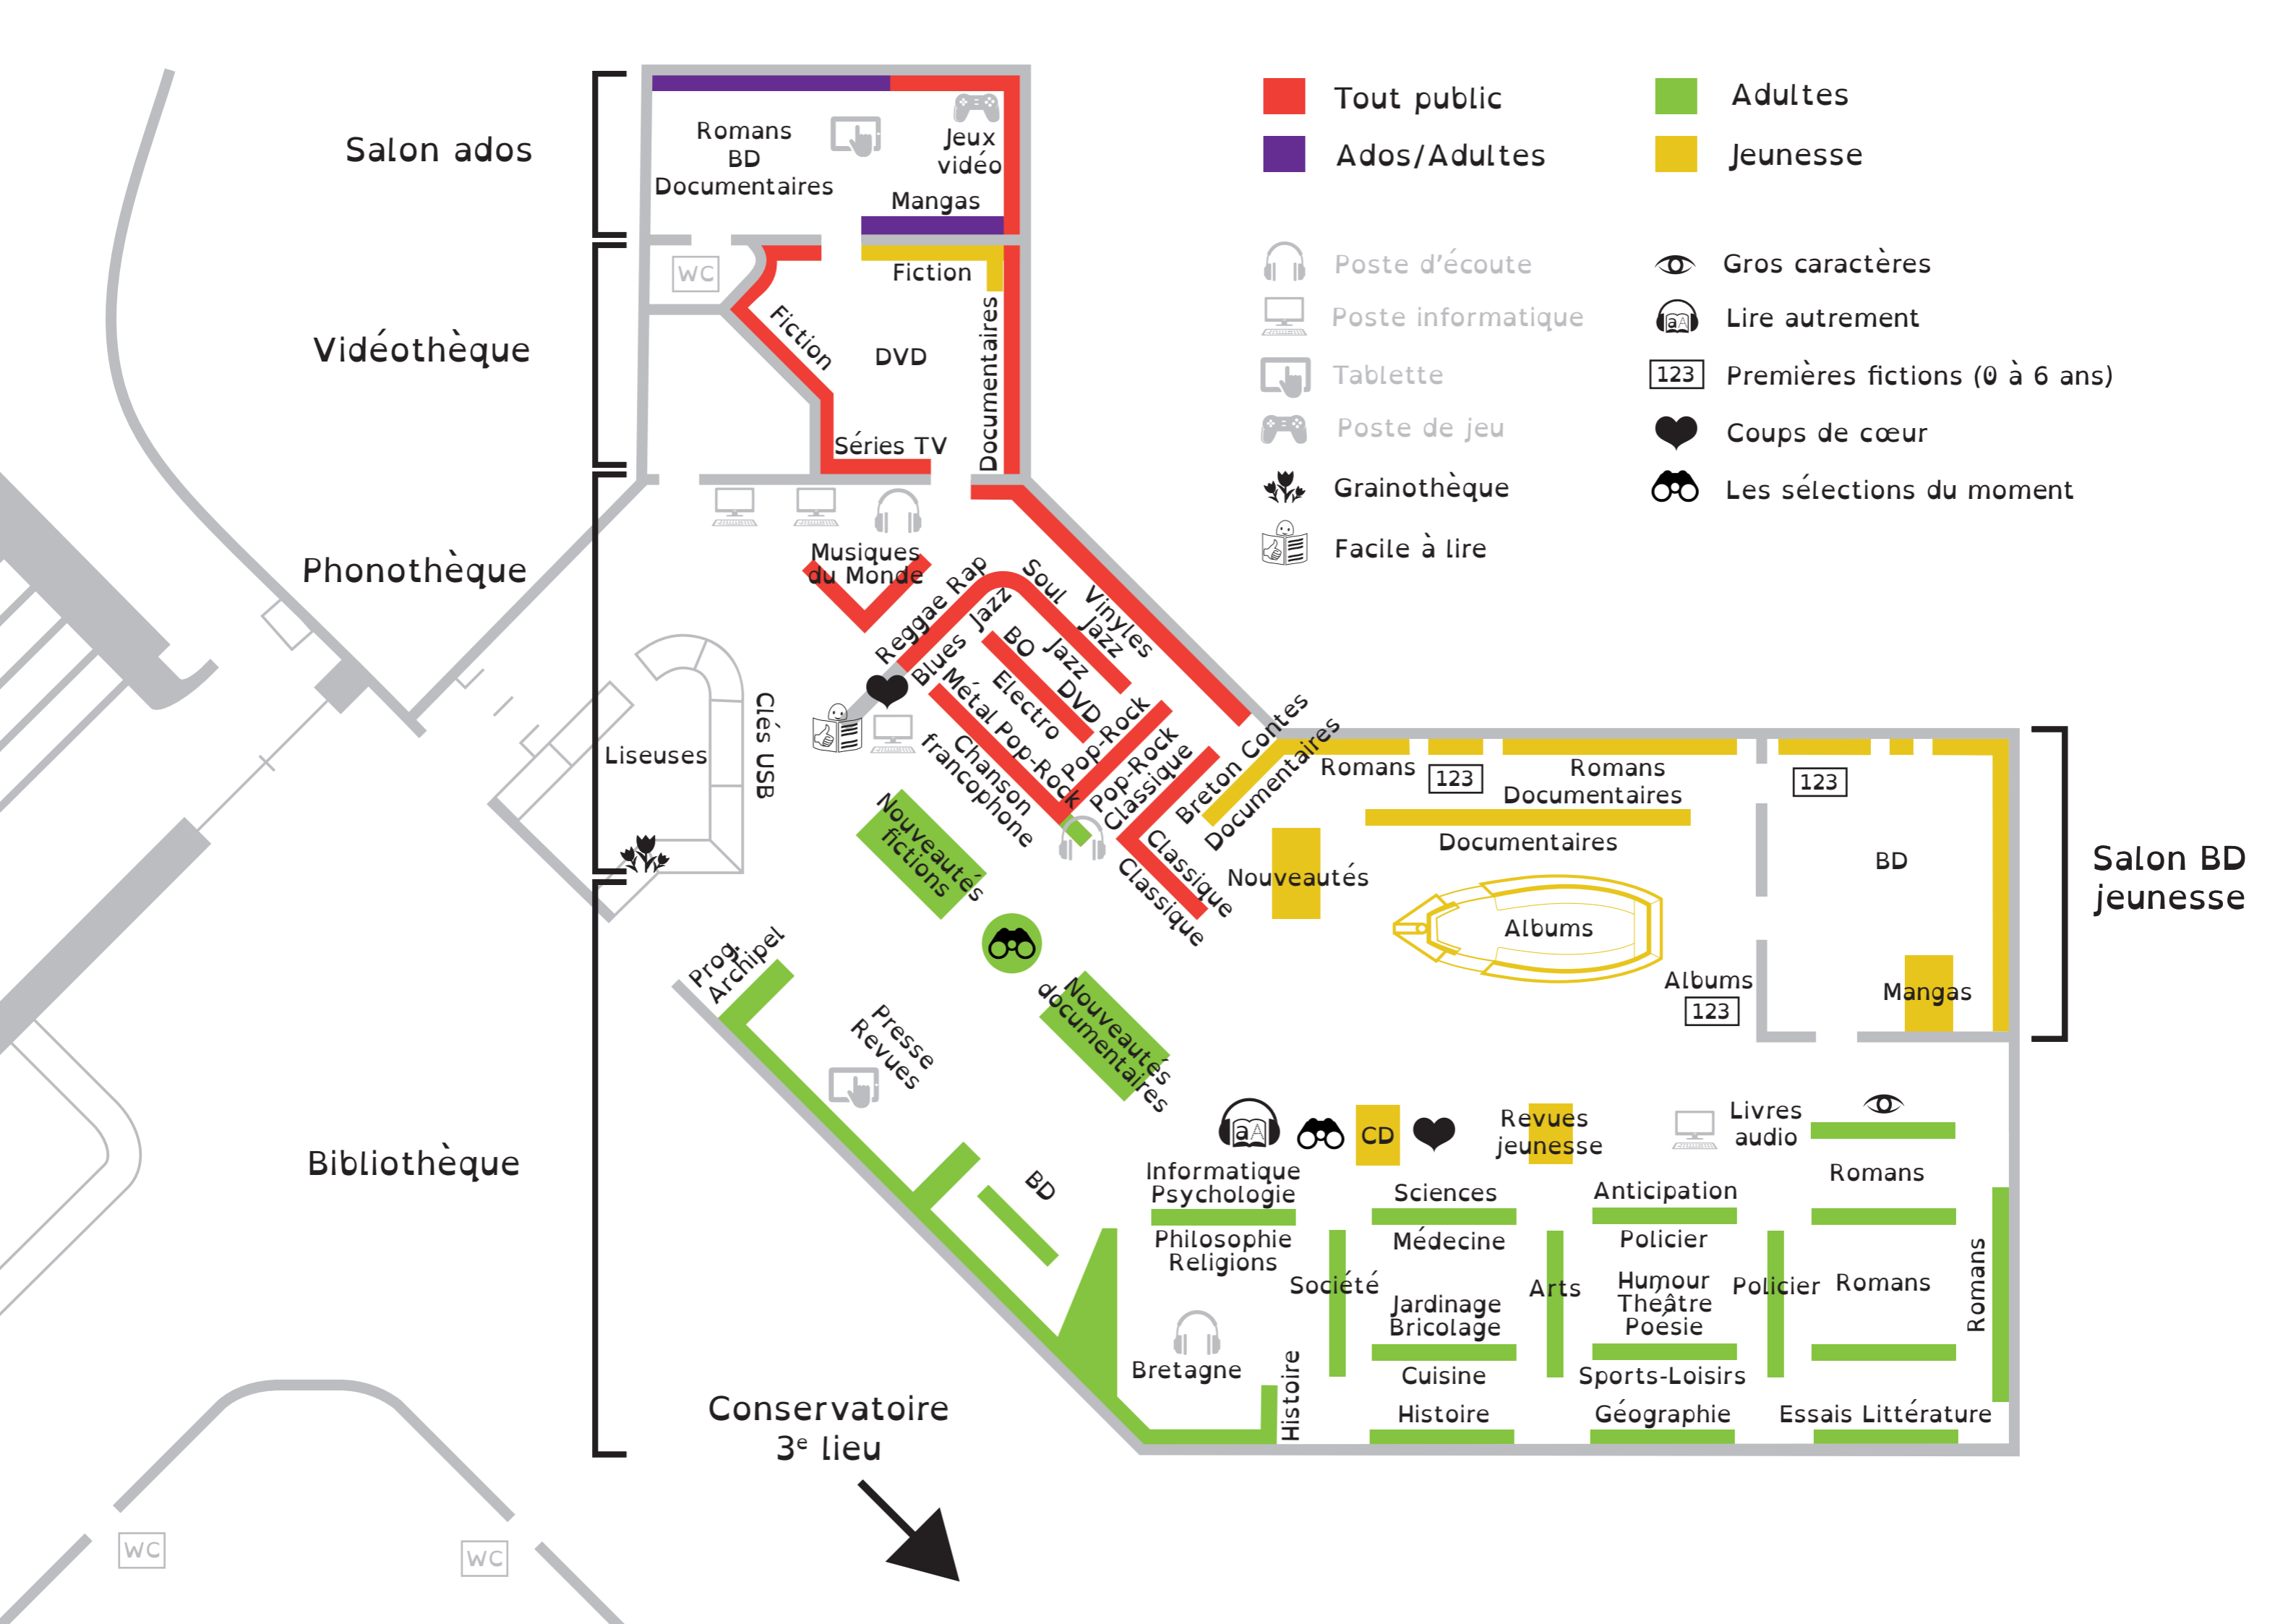 Salon ados
Vidéothèque
Phonothèque
Bibliothèque
Conservatoire
3e lieu
Salon BD
jeunesse
Tout public
Ados/Adultes
Adultes
Jeunesse
Poste d'écoute
Poste informatique
Tablette
Poste de jeu
Grainothèque
Facile à lire
Gros caractères
aA
Lire autrement
123
Premières fictions (0 à 6 ans)
Coups de cœur
Les sélections du moment
Romans
BD
Documentaires
Jeux
vidéo
Mangas
WC
Fiction
Fiction
DVD
Documentaires
Séries TV
Musiques
du Monde
Reggae Rap
Blues Jazz
Soul
Jazz
Vinyles
Jazz
BO
DVD
Electro
Métal Pop-Rock
Chanson
francophone
Pop-Rock
Pop-Rock
Classique
Classique
Classique
Breton Contes
Documentaires
Liseuses
Clés USB
Nouveautés
fictions
Nouveautés
documentaires
Prog.
Archipel
Presse
Revues
BD
Romans
123
Romans
Documentaires
Documentaires
Nouveautés
Albums
Albums
123
123
BD
Mangas
aA
CD
Revues
jeunesse
Livres
audio
Informatique
Psychologie
Philosophie
Religions
Société
Bretagne
Histoire
Sciences
Médecine
Jardinage
Bricolage
Cuisine
Histoire
Arts
Anticipation
Policier
Humour
Théâtre
Poésie
Sports-Loisirs
Géographie
Policier
Romans
Romans
Romans
Essais Littérature
WC
WC